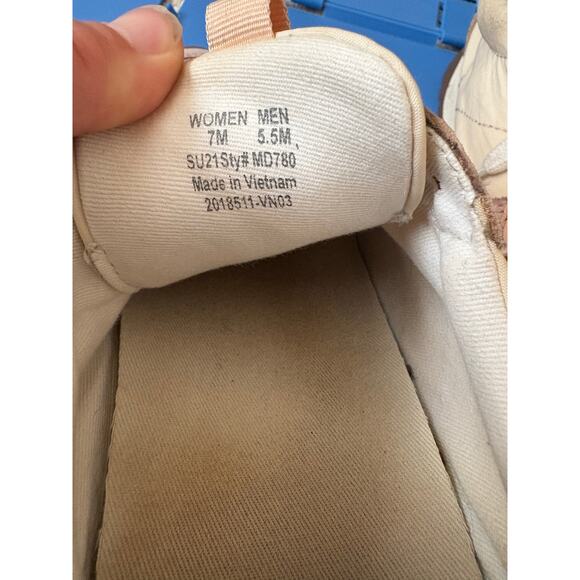 WOMEN MEN
7M 5.5M
SU21Sty# MD780
Made in Vietnam
2018511-VN03